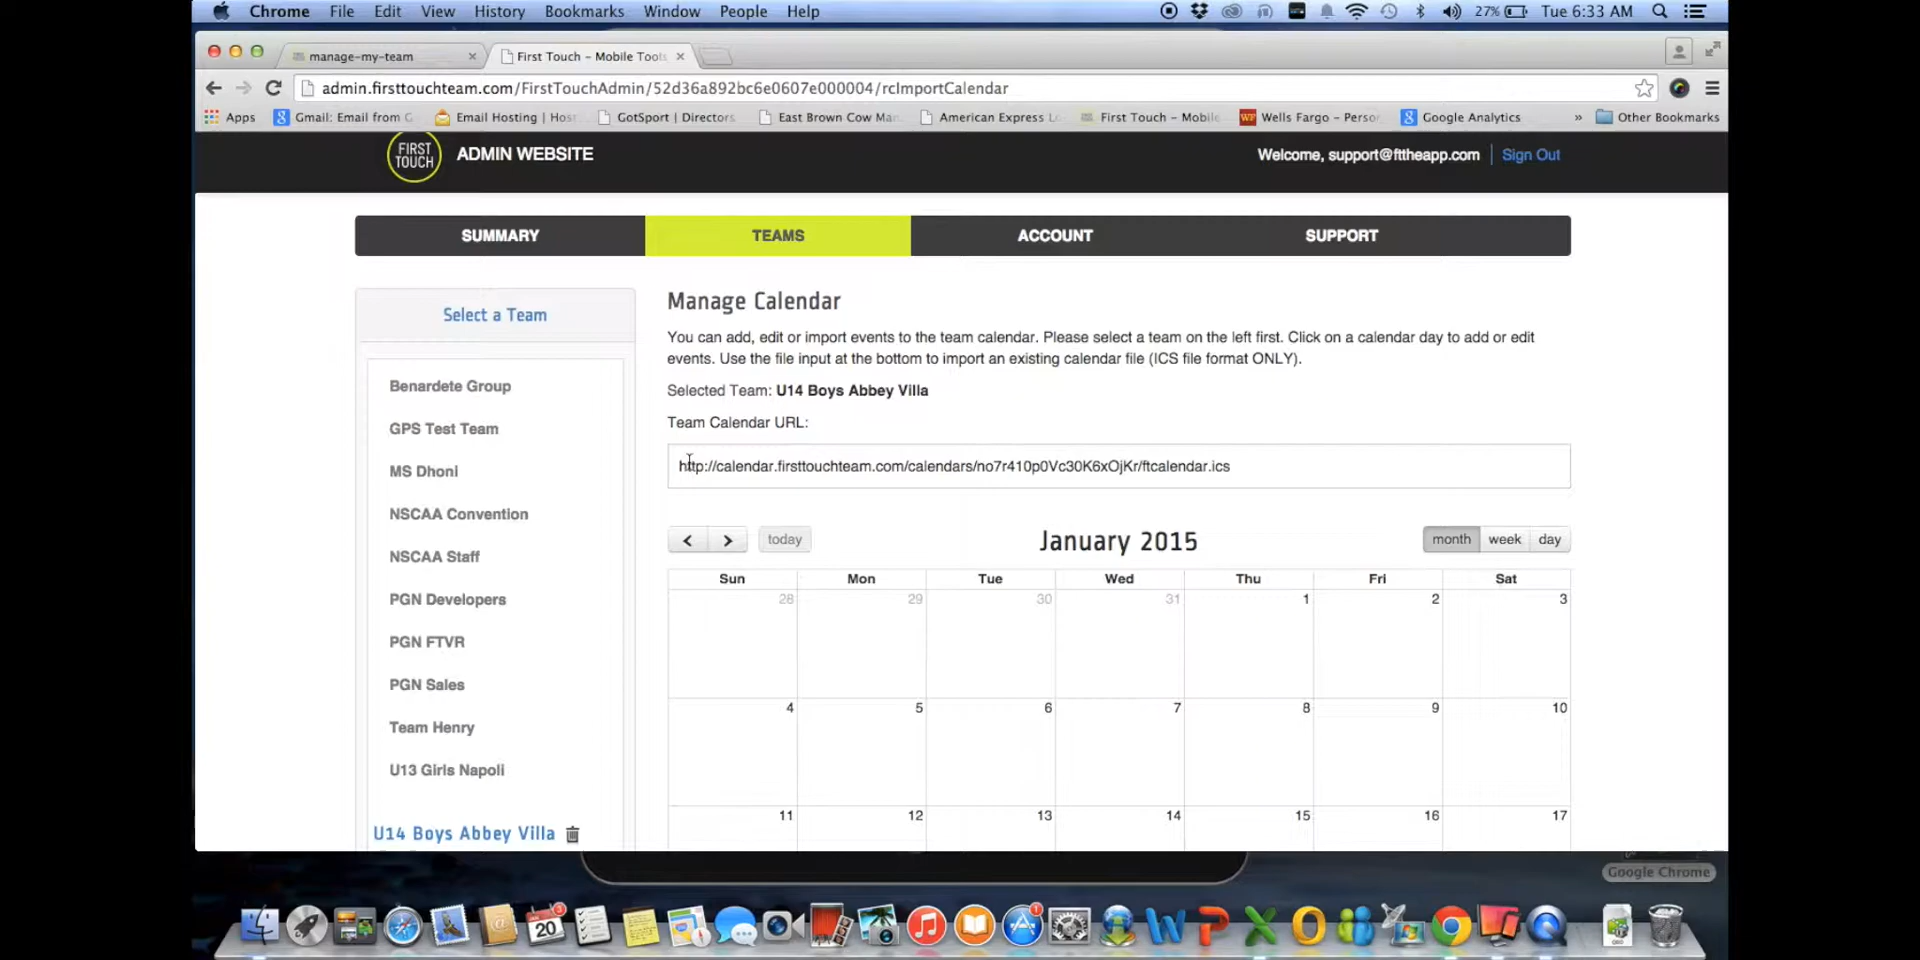 Chrome File Edit View History Bookmarks Window People Help 27% Tue 6:33 AM
manage-my-team First Touch – Mobile Tools
admin.firsttouchteam.com/FirstTouchAdmin/52d36a892bc6e0607e000004/rcImportCalendar
Apps Gmail: Email from G Email Hosting | Hos GotSport | Directors East Brown Cow Man American Express Lo First Touch – Mobile Wells Fargo – Perso Google Analytics » Other Bookmarks
FIRST TOUCH ADMIN WEBSITE Welcome, support@fttheapp.com Sign Out
SUMMARY TEAMS ACCOUNT SUPPORT
Select a Team
Benardete Group
GPS Test Team
MS Dhoni
NSCAA Convention
NSCAA Staff
PGN Developers
PGN FTVR
PGN Sales
Team Henry
U13 Girls Napoli
U14 Boys Abbey Villa
Manage Calendar
You can add, edit or import events to the team calendar. Please select a team on the left first. Click on a calendar day to add or edit
events. Use the file input at the bottom to import an existing calendar file (ICS file format ONLY).
Selected Team: U14 Boys Abbey Villa
Team Calendar URL:
http://calendar.firsttouchteam.com/calendars/no7r410p0Vc30K6xOjKr/ftcalendar.ics
< > today January 2015 month week day
Sun Mon Tue Wed Thu Fri Sat
28 29 30 31 1 2 3
4 5 6 7 8 9 10
11 12 13 14 15 16 17
Google Chrome
20